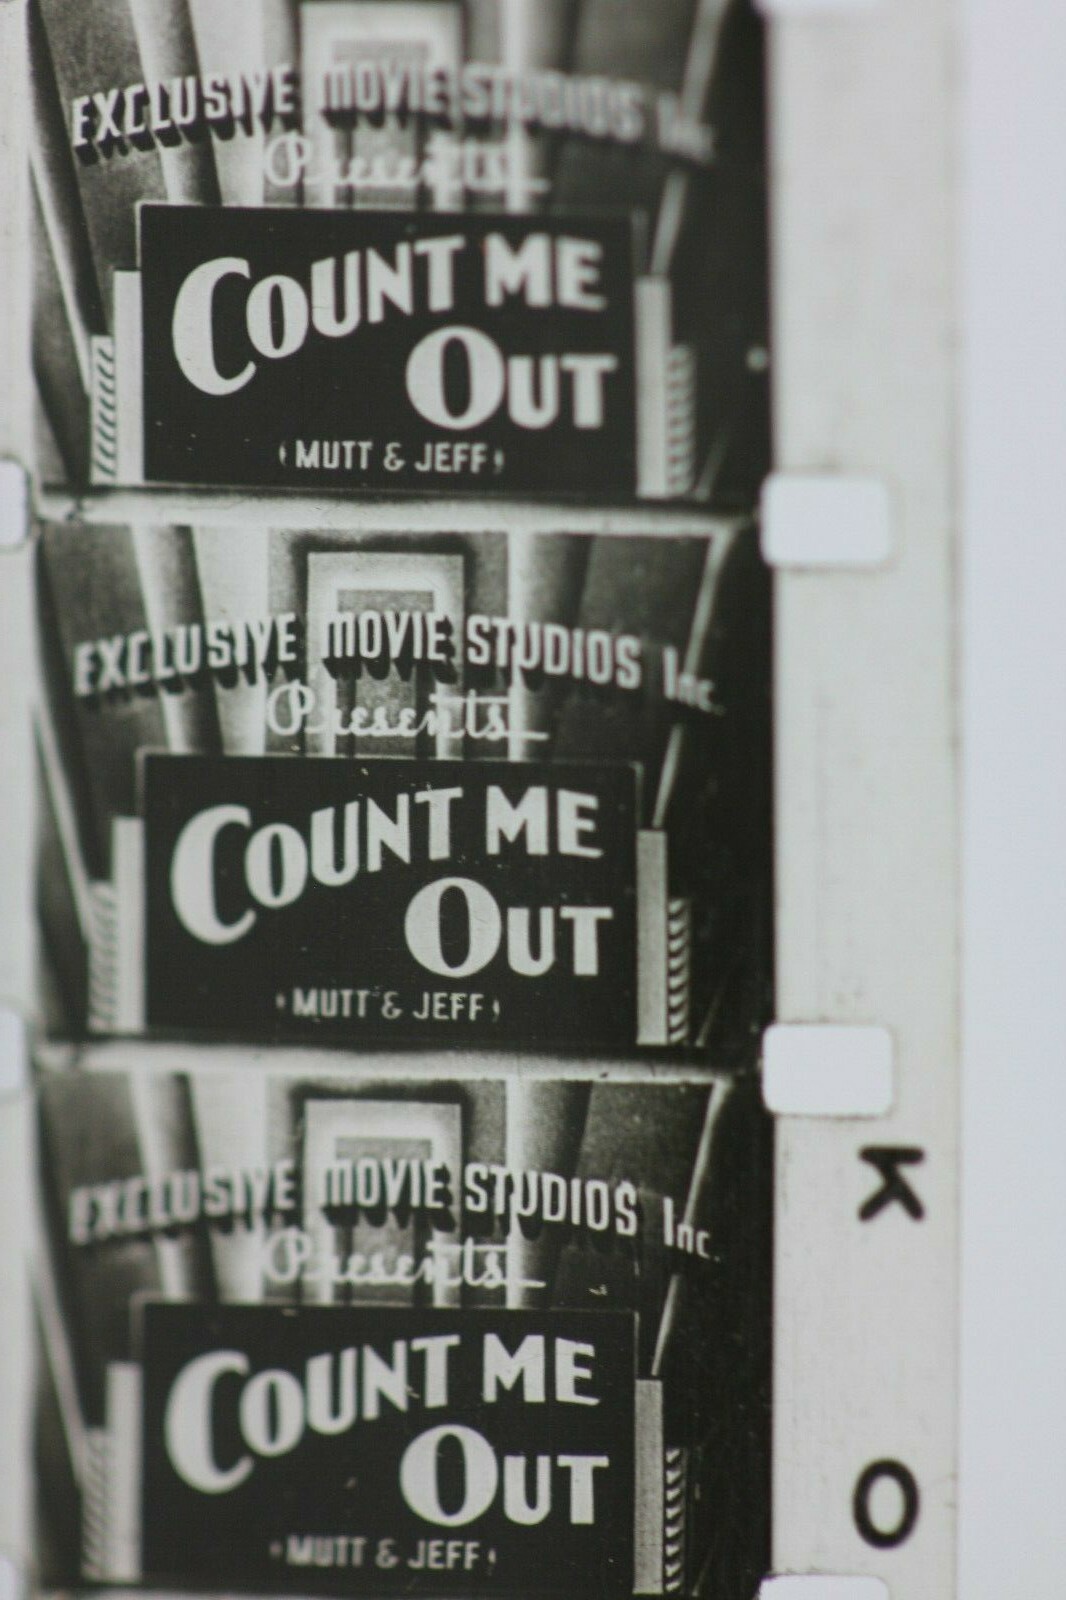 EXCLUSIVE MOVIE STUDIOS Inc.
Presents
COUNT ME
OUT
(MUTT & JEFF)
EXCLUSIVE MOVIE STUDIOS Inc.
Presents
COUNT ME
OUT
(MUTT & JEFF)
EXCLUSIVE MOVIE STUDIOS Inc.
Presents
COUNT ME
OUT
(MUTT & JEFF)
K
O